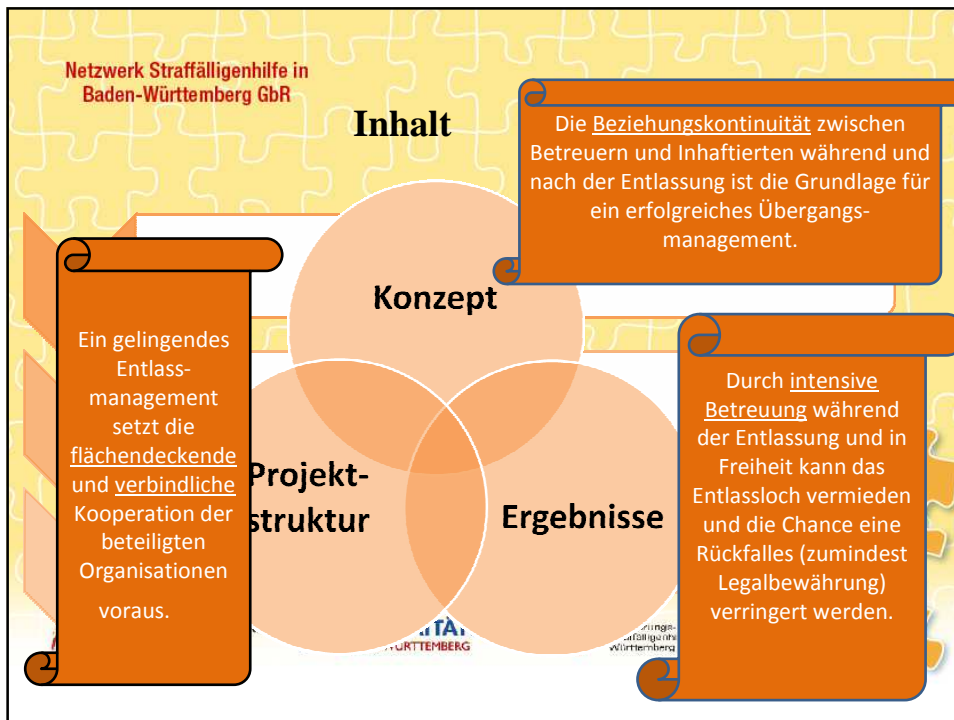 Netzwerk Straffälligenhilfe in
Baden-Württemberg GbR
Inhalt
Die Beziehungskontinuität zwischen
Betreuern und Inhaftierten während und
nach der Entlassung ist die Grundlage für
ein erfolgreiches Übergangs-
management.
Konzept
Ein gelingendes
Entlass-
management
setzt die
flächendeckende
und verbindliche
Kooperation der
beteiligten
Organisationen
voraus.
Projekt-
struktur
Ergebnisse
Durch intensive
Betreuung während
der Entlassung und in
Freiheit kann das
Entlassloch vermieden
und die Chance eine
Rückfalles (zumindest
Legalbewährung)
verringert werden.
WÜRTTEMBERG
Württemberg